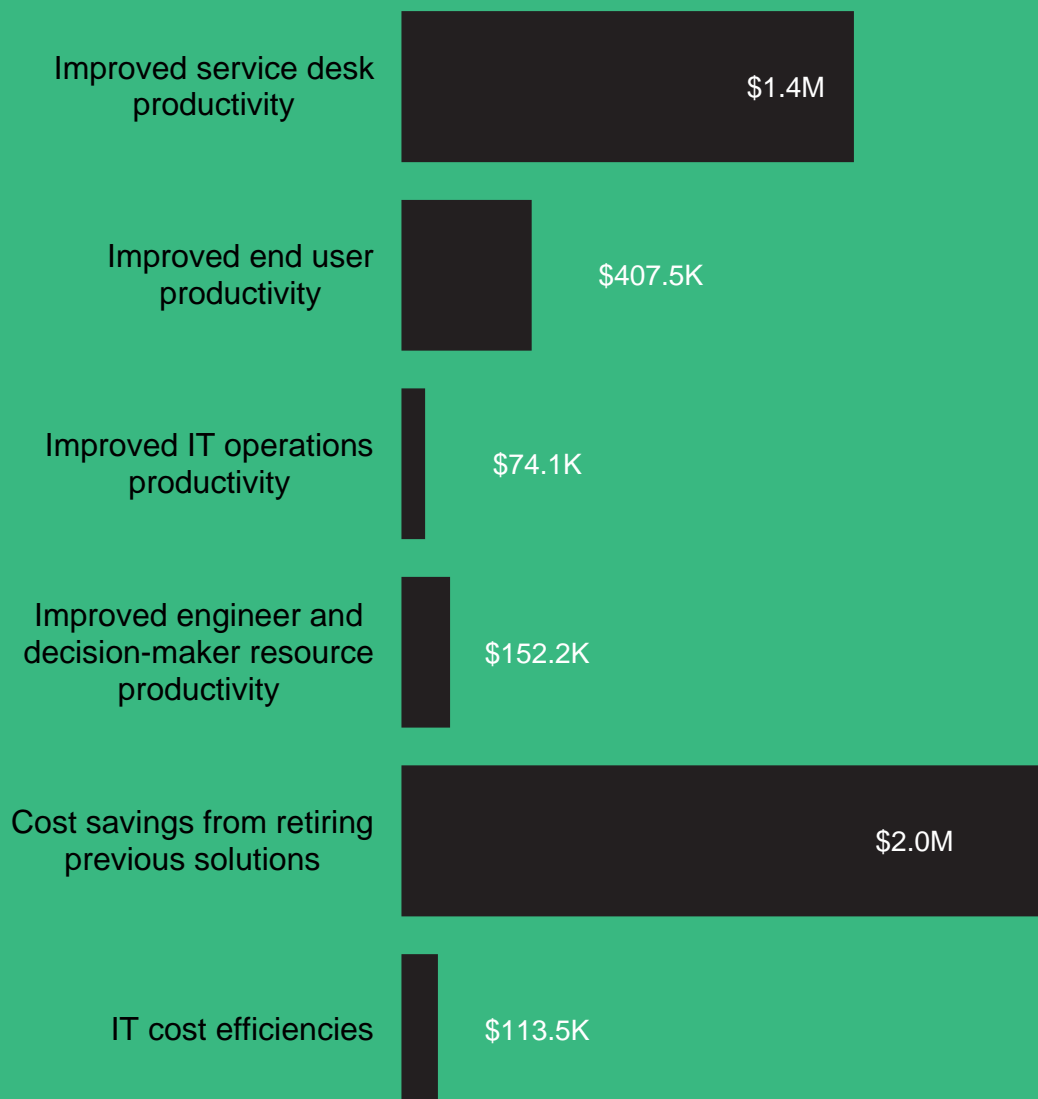 Improved service desk
productivity
$1.4M
Improved end user
productivity
$407.5K
Improved IT operations
productivity
$74.1K
Improved engineer and
decision-maker resource
productivity
$152.2K
Cost savings from retiring
previous solutions
$2.0M
IT cost efficiencies
$113.5K